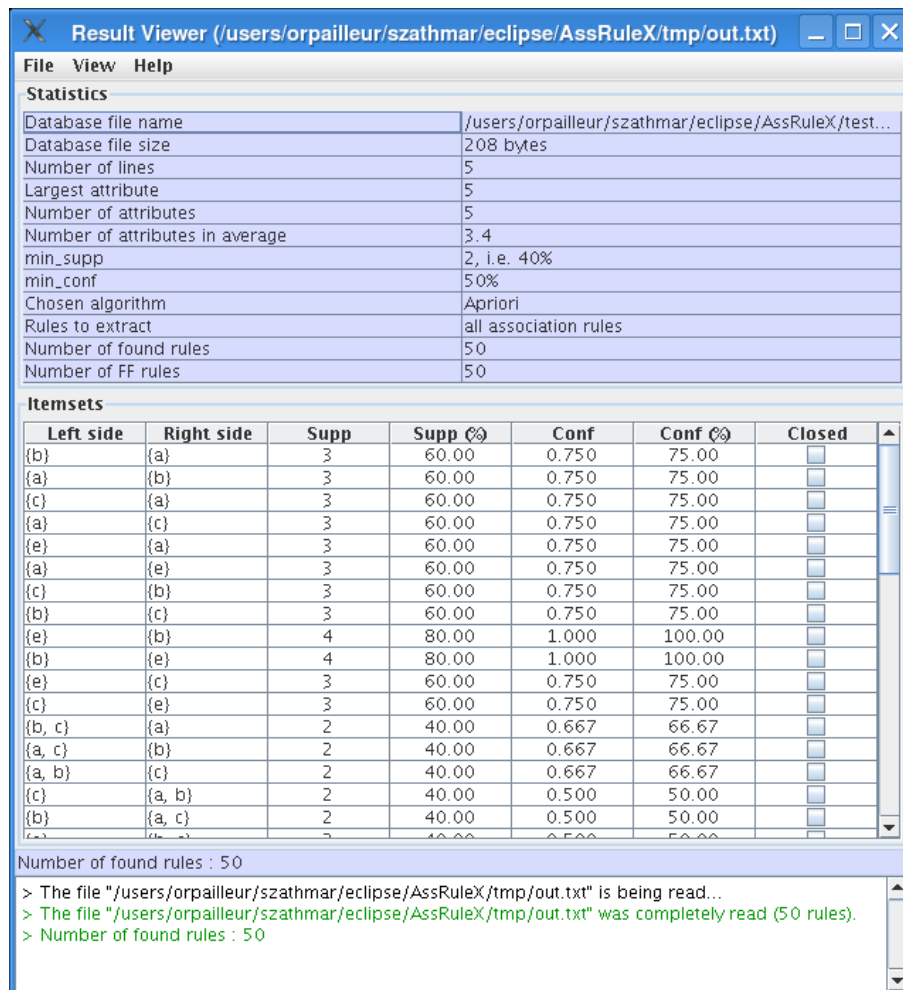 Result Viewer (/users/orpailleur/szathmar/eclipse/AssRuleX/tmp/out.txt)
File View Help
Statistics
Database file name /users/orpailleur/szathmar/eclipse/AssRuleX/test...
Database file size 208 bytes
Number of lines 5
Largest attribute 5
Number of attributes 5
Number of attributes in average 3.4
min_supp 2, i.e. 40%
min_conf 50%
Chosen algorithm Apriori
Rules to extract all association rules
Number of found rules 50
Number of FF rules 50
Itemsets
Left side Right side Supp Supp (%) Conf Conf (%) Closed
{b} {a} 3 60.00 0.750 75.00
{a} {b} 3 60.00 0.750 75.00
{c} {a} 3 60.00 0.750 75.00
{a} {c} 3 60.00 0.750 75.00
{e} {a} 3 60.00 0.750 75.00
{a} {e} 3 60.00 0.750 75.00
{c} {b} 3 60.00 0.750 75.00
{b} {c} 3 60.00 0.750 75.00
{e} {b} 4 80.00 1.000 100.00
{b} {e} 4 80.00 1.000 100.00
{e} {c} 3 60.00 0.750 75.00
{c} {e} 3 60.00 0.750 75.00
{b, c} {a} 2 40.00 0.667 66.67
{a, c} {b} 2 40.00 0.667 66.67
{a, b} {c} 2 40.00 0.667 66.67
{c} {a, b} 2 40.00 0.500 50.00
{b} {a, c} 2 40.00 0.500 50.00
Number of found rules : 50
> The file "/users/orpailleur/szathmar/eclipse/AssRuleX/tmp/out.txt" is being read...
> The file "/users/orpailleur/szathmar/eclipse/AssRuleX/tmp/out.txt" was completely read (50 rules).
> Number of found rules : 50